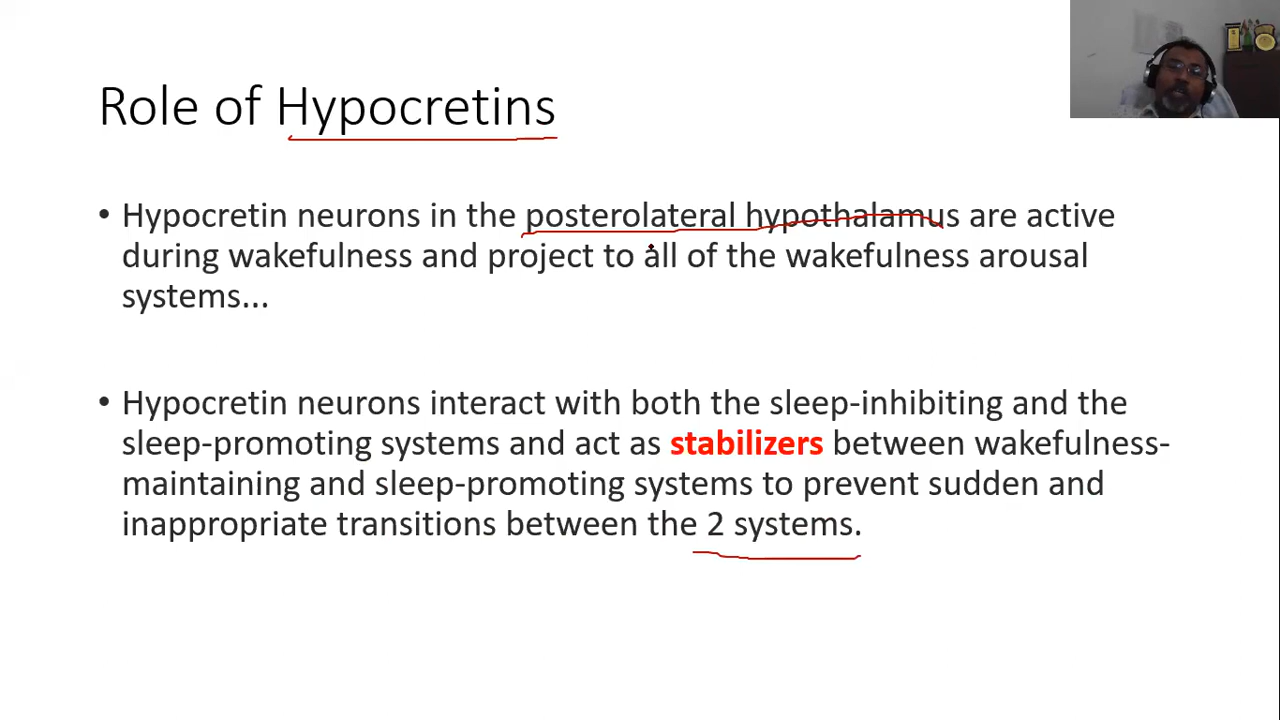 Role of Hypocretins
• Hypocretin neurons in the posterolateral hypothalamus are active
during wakefulness and project to all of the wakefulness arousal
systems...
• Hypocretin neurons interact with both the sleep-inhibiting and the
sleep-promoting systems and act as stabilizers between wakefulness-
maintaining and sleep-promoting systems to prevent sudden and
inappropriate transitions between the 2 systems.